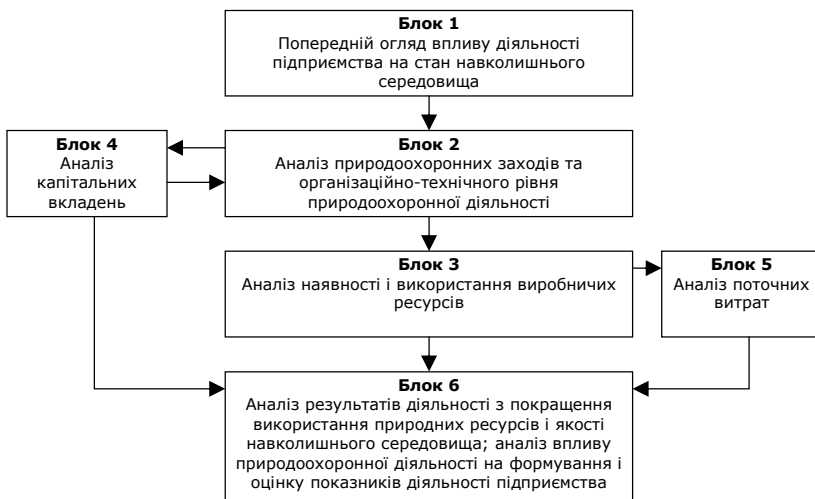 Блок 1
Попередній огляд впливу діяльності
підприємства на стан навколишнього
середовища
Блок 4
Аналіз
капітальних
вкладень
Блок 2
Аналіз природоохоронних заходів та
організаційно-технічного рівня
природоохоронної діяльності
Блок 3
Аналіз наявності і використання виробничих
ресурсів
Блок 5
Аналіз поточних
витрат
Блок 6
Аналіз результатів діяльності з покращення
використання природних ресурсів і якості
навколишнього середовища; аналіз впливу
природоохоронної діяльності на формування і
оцінку показників діяльності підприємства